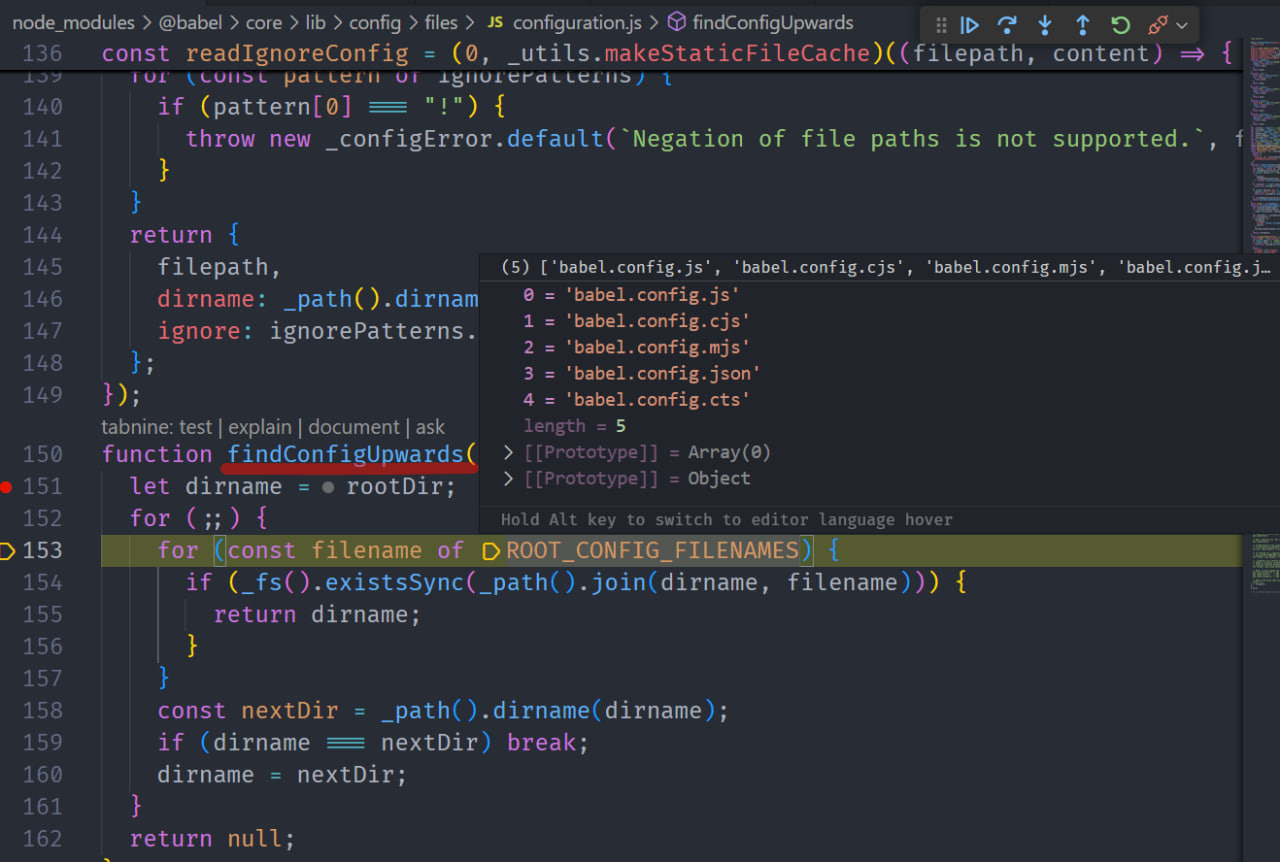 node_modules > @babel > core > lib > config > files > JS configuration.js > findConfigUpwards
136 const readIgnoreConfig = (0, _utils.makeStaticFileCache)((filepath, content) => {
139 for (const pattern of ignorePatterns) {
140 if (pattern[0] === "!") {
141 throw new _configError.default(`Negation of file paths is not supported.`, f
142 }
143 }
144 return {
145 filepath,
146 dirname: _path().dirnam
147 ignore: ignorePatterns.
148 };
149 });
(5) ['babel.config.js', 'babel.config.cjs', 'babel.config.mjs', 'babel.config.j…
0 = 'babel.config.js'
1 = 'babel.config.cjs'
2 = 'babel.config.mjs'
3 = 'babel.config.json'
4 = 'babel.config.cts'
length = 5
> [[Prototype]] = Array(0)
> [[Prototype]] = Object
Hold Alt key to switch to editor language hover
tabnine: test | explain | document | ask
150 function findConfigUpwards(
151 let dirname = rootDir;
152 for (;;) {
153 for (const filename of ROOT_CONFIG_FILENAMES) {
154 if (_fs().existsSync(_path().join(dirname, filename))) {
155 return dirname;
156 }
157 }
158 const nextDir = _path().dirname(dirname);
159 if (dirname === nextDir) break;
160 dirname = nextDir;
161 }
162 return null;